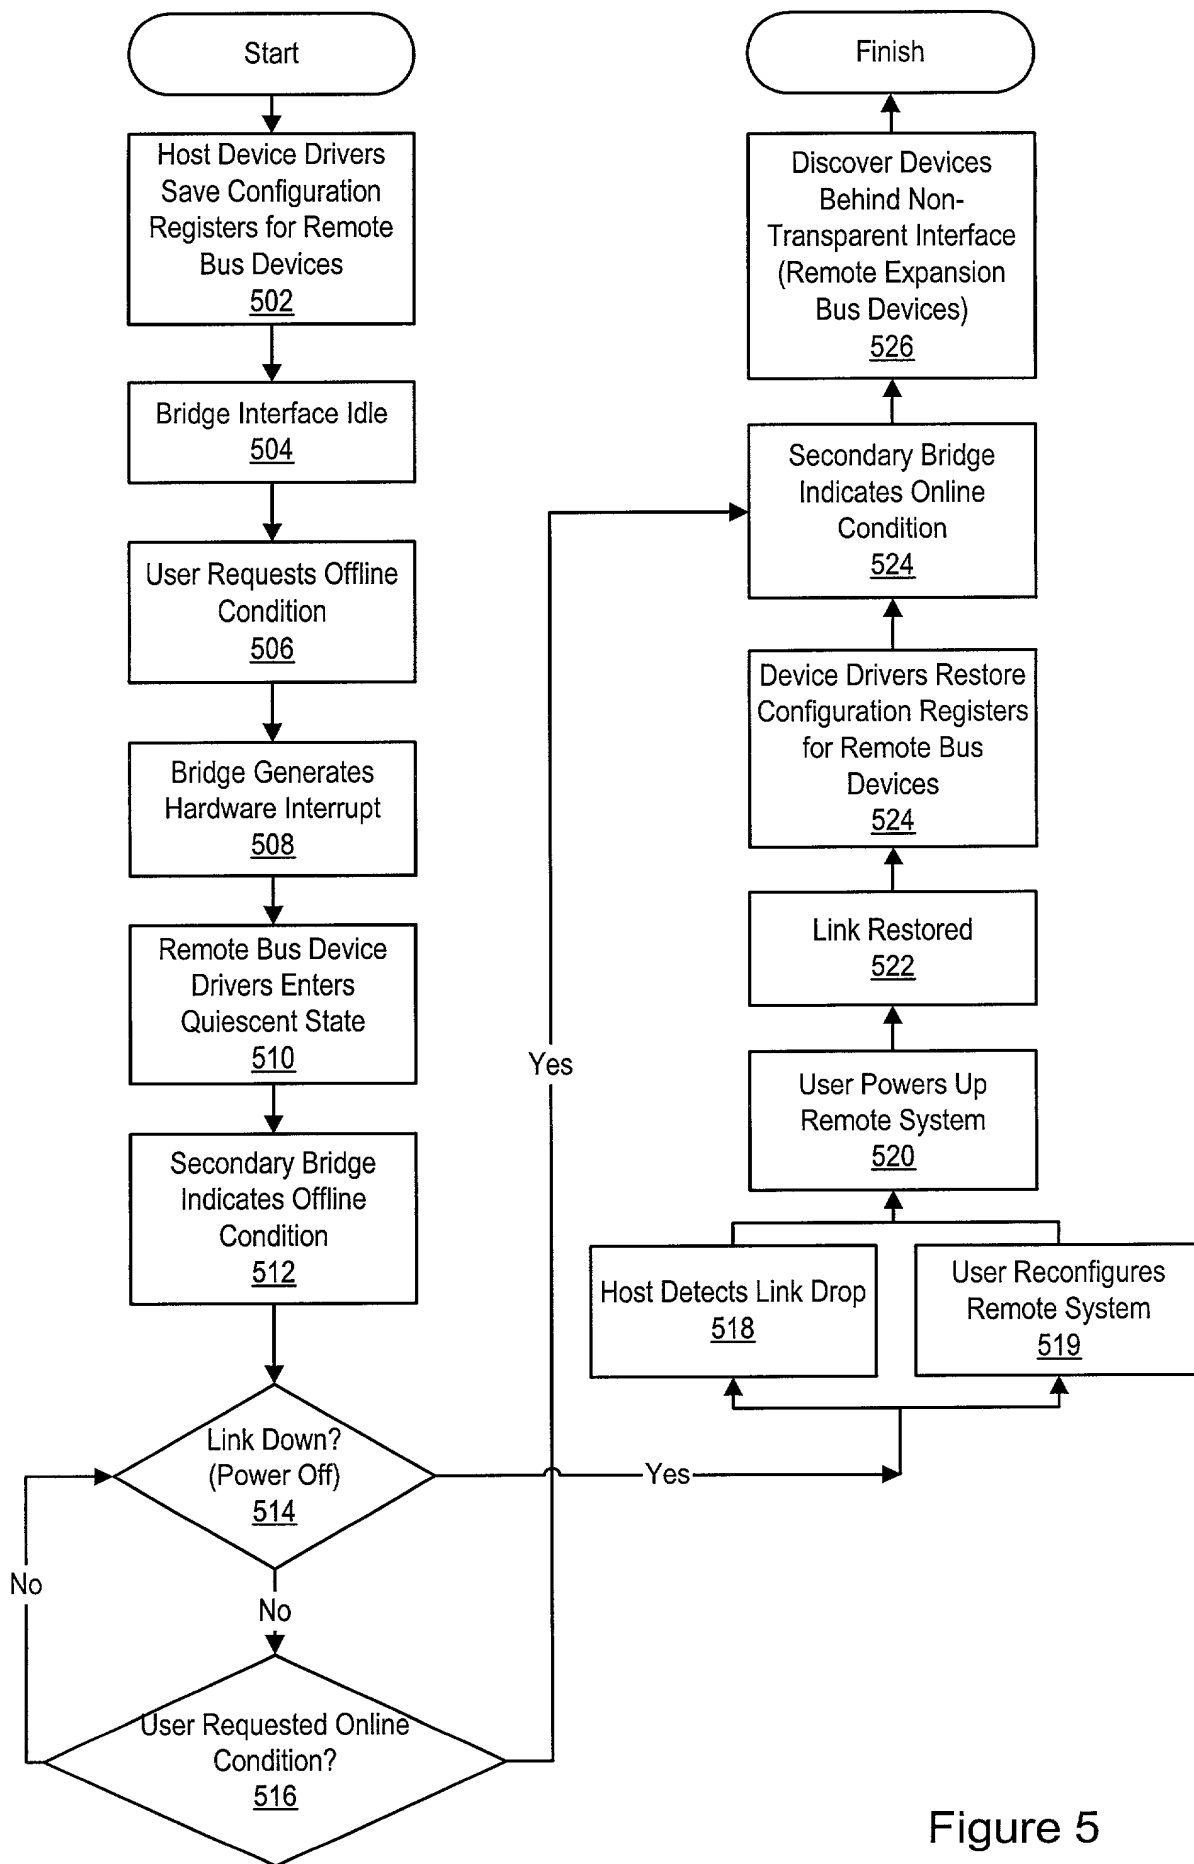 Start
Host Device Drivers
Save Configuration
Registers for Remote
Bus Devices
502
Bridge Interface Idle
504
User Requests Offline
Condition
506
Bridge Generates
Hardware Interrupt
508
Remote Bus Device
Drivers Enters
Quiescent State
510
Secondary Bridge
Indicates Offline
Condition
512
Link Down?
(Power Off)
514
No
No
User Requested Online
Condition?
516
Yes
Yes
Finish
Discover Devices
Behind Non-
Transparent Interface
(Remote Expansion
Bus Devices)
526
Secondary Bridge
Indicates Online
Condition
524
Device Drivers Restore
Configuration Registers
for Remote Bus
Devices
524
Link Restored
522
User Powers Up
Remote System
520
Host Detects Link Drop
518
User Reconfigures
Remote System
519
Figure 5